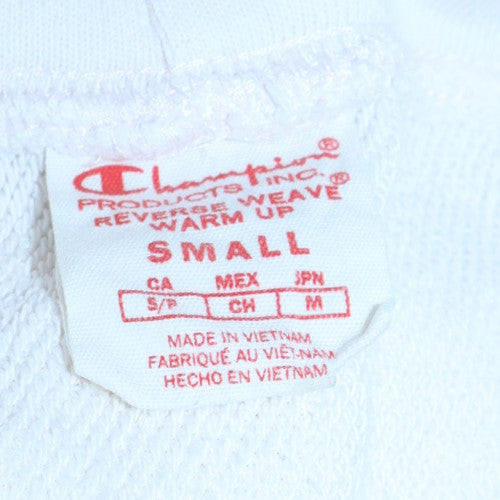 Champion®
PRODUCTS INC.®
REVERSE WEAVE
WARM UP
SMALL
CA MEX JPN
S/P CH M
MADE IN VIETNAM
FABRIQUÉ AU VIÊT-NAM
HECHO EN VIETNAM